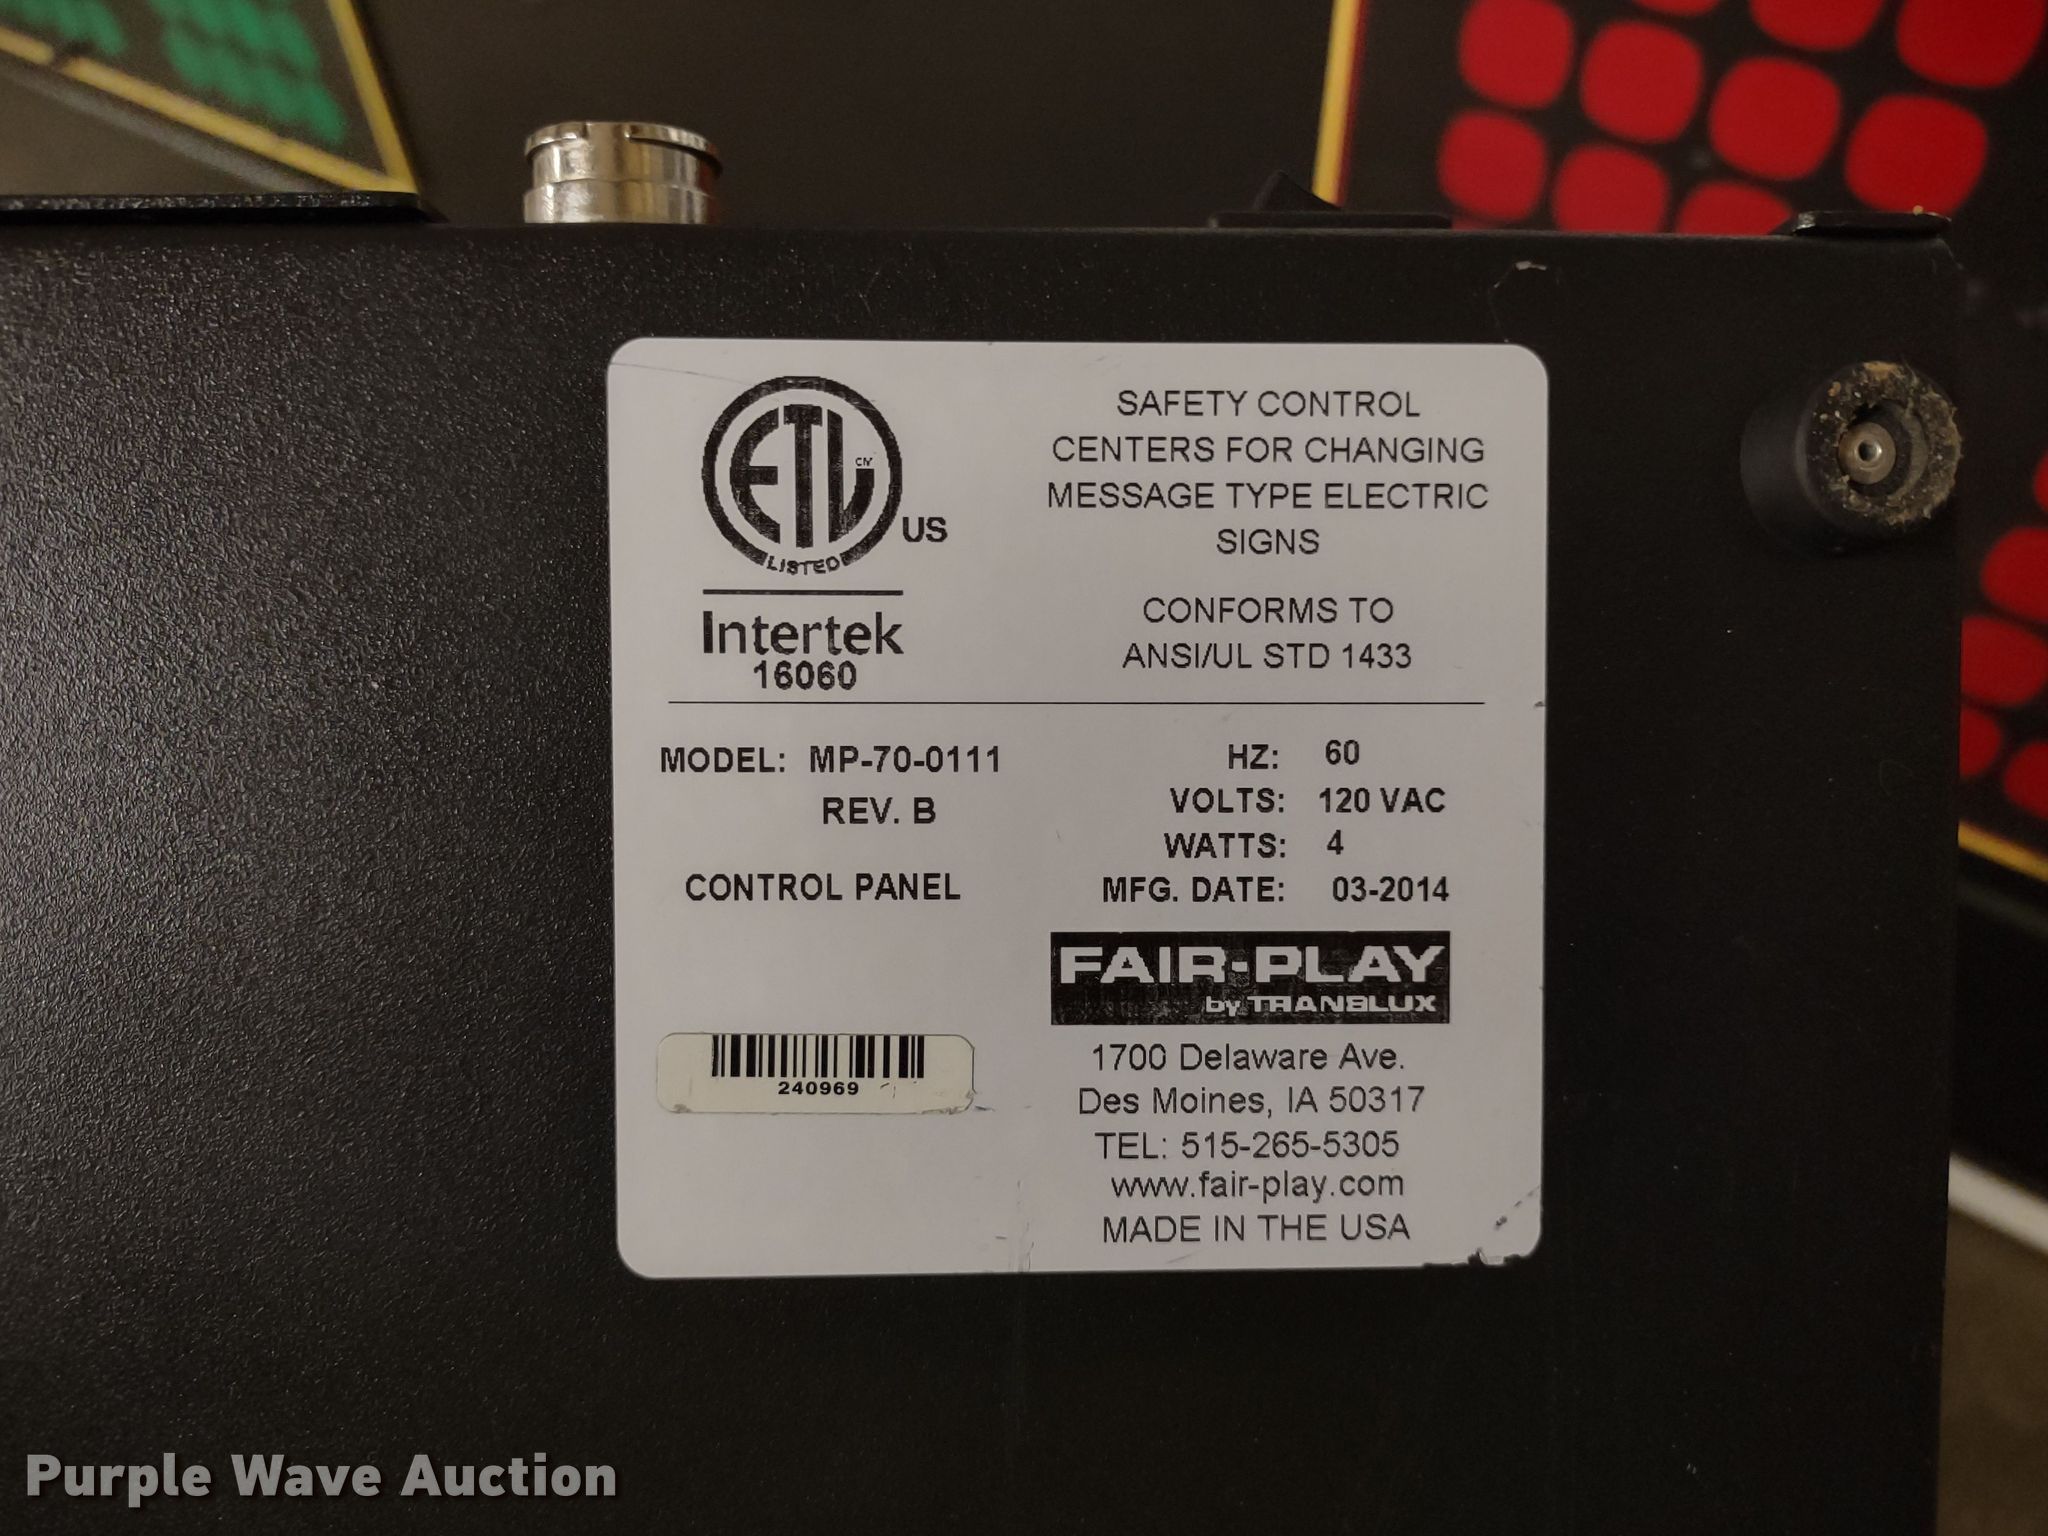 ETL
CM
LISTED
US
Intertek
16060
SAFETY CONTROL
CENTERS FOR CHANGING
MESSAGE TYPE ELECTRIC
SIGNS
CONFORMS TO
ANSI/UL STD 1433
MODEL: MP-70-0111
REV. B
CONTROL PANEL
HZ: 60
VOLTS: 120 VAC
WATTS: 4
MFG. DATE: 03-2014
240969
FAIR-PLAY
by TRANSLUX
1700 Delaware Ave.
Des Moines, IA 50317
TEL: 515-265-5305
www.fair-play.com
MADE IN THE USA
Purple Wave Auction